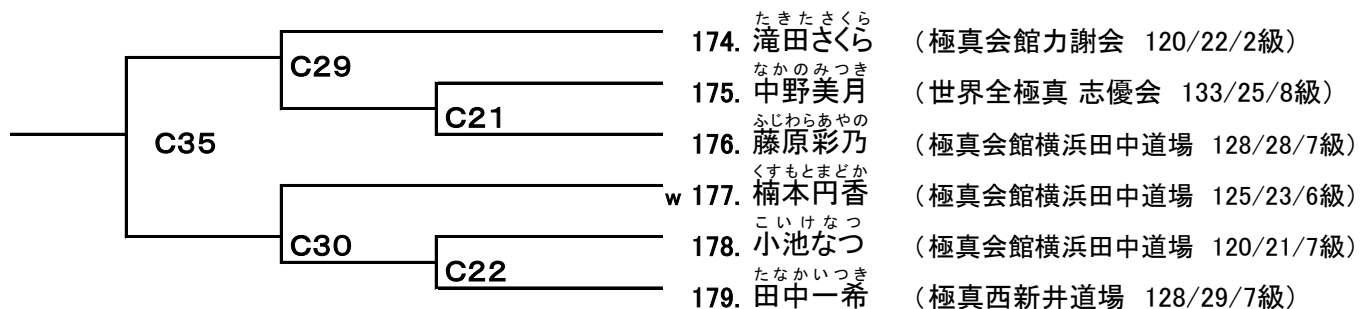 たきたさくら
174. 滝田さくら （極真会館力謝会 120/22/2級）
C29
なかのみつき
175. 中野美月 （世界全極真 志優会 133/25/8級）
C21
ふじわらあやの
C35
176. 藤原彩乃 （極真会館横浜田中道場 128/28/7級）
くすもとまどか
w 177. 楠本円香 （極真会館横浜田中道場 125/23/6級）
こいけなつ
C30
178. 小池なつ （極真会館横浜田中道場 120/21/7級）
C22
たなかいつき
179. 田中一希 （極真西新井道場 128/29/7級）